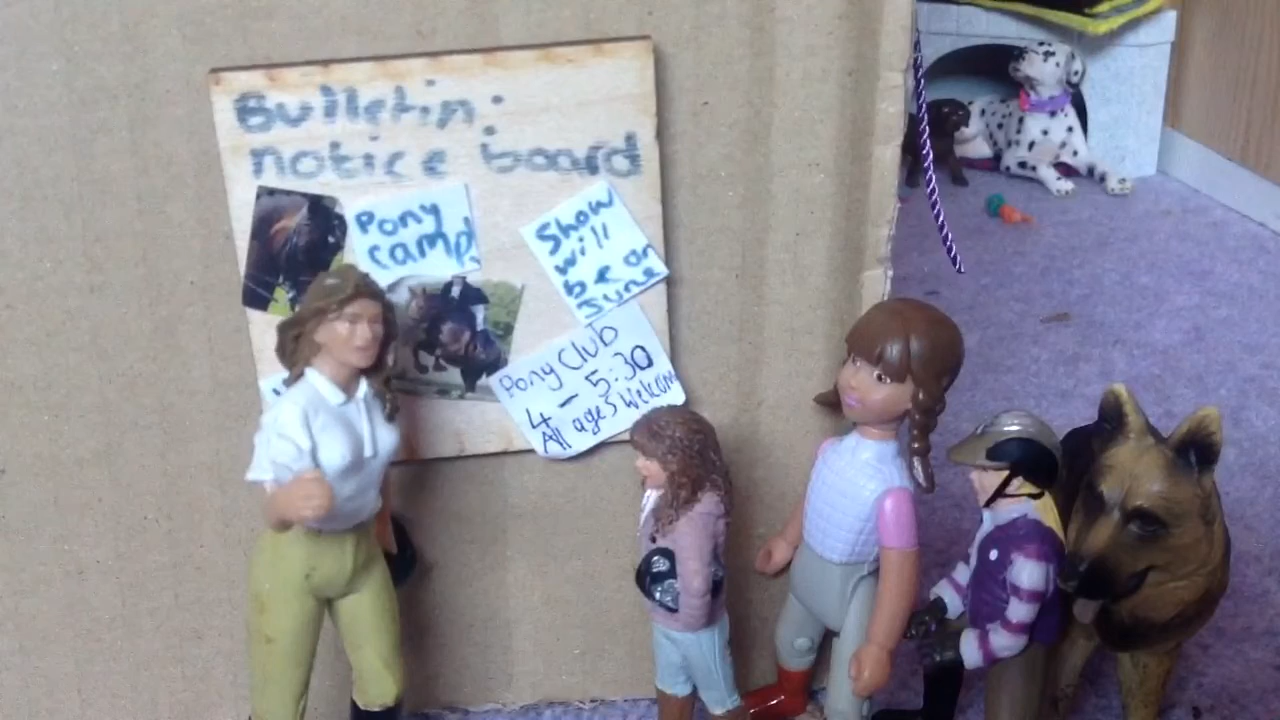 Bulletin:
notice board
Pony
camp
Show
will
be on
June
Pony Club
4 - 5:30
All ages Welcome